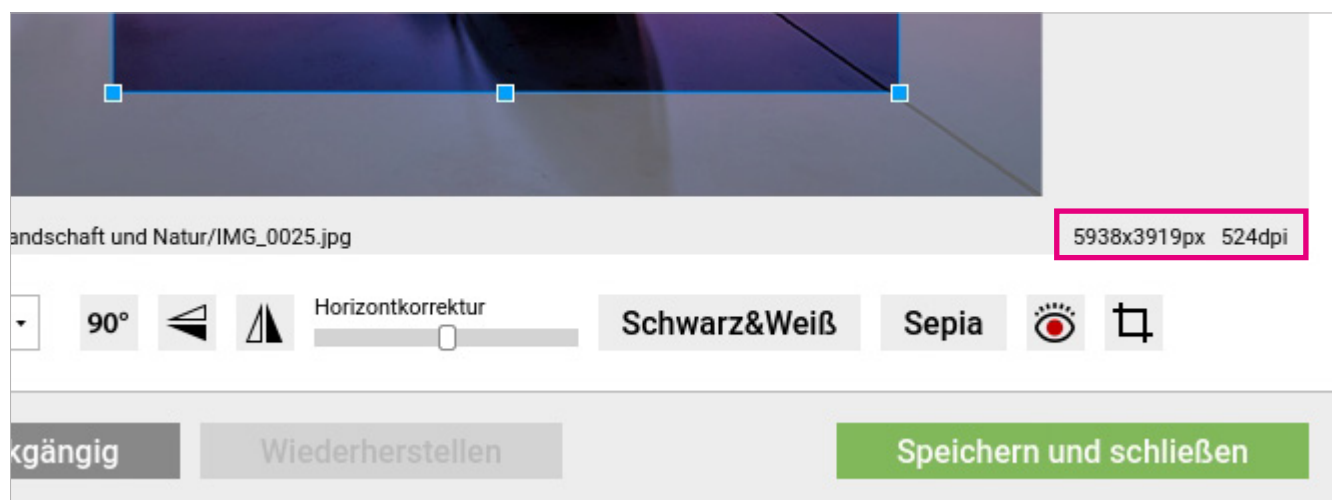 andschaft und Natur/IMG_0025.jpg 5938x3919px 524dpi
Horizontkorrektur
90° Schwarz&Weiß Sepia
kgängig Wiederherstellen Speichern und schließen